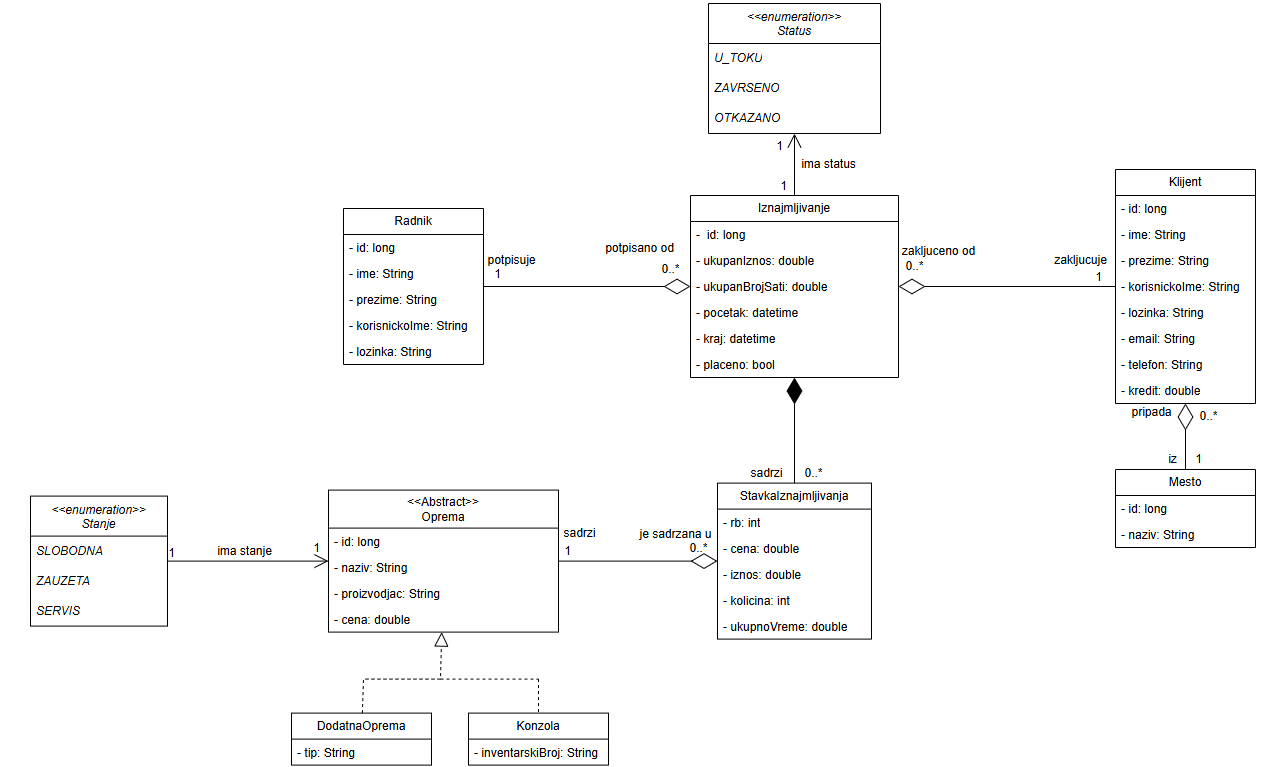 <<enumeration>>
Status
U_TOKU
ZAVRSENO
OTKAZANO
1
ima status
1
Iznajmljivanje
- id: long
- ukupanIznos: double
- ukupanBrojSati: double
- pocetak: datetime
- kraj: datetime
- placeno: bool
Radnik
- id: long
- ime: String
- prezime: String
- korisnickoIme: String
- lozinka: String
potpisuje
1
potpisano od
0..*
zakljuceno od
0..*
zakljucuje
1
Klijent
- id: long
- ime: String
- prezime: String
- korisnickoIme: String
- lozinka: String
- email: String
- telefon: String
- kredit: double
pripada
0..*
iz
1
Mesto
- id: long
- naziv: String
sadrzi
0..*
StavkaIznajmljivanja
- rb: int
- cena: double
- iznos: double
- kolicina: int
- ukupnoVreme: double
sadrzi
1
je sadrzana u
0..*
<<Abstract>>
Oprema
- id: long
- naziv: String
- proizvodjac: String
- cena: double
<<enumeration>>
Stanje
SLOBODNA
ZAUZETA
SERVIS
1
ima stanje
1
DodatnaOprema
- tip: String
Konzola
- inventarskiBroj: String